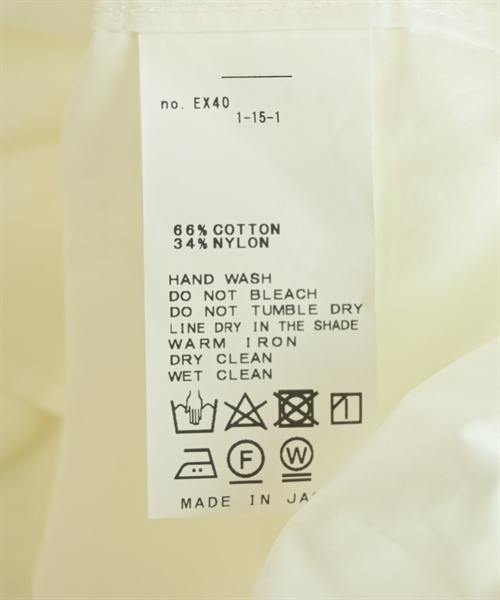 no. EX40
1-15-1
66% COTTON
34% NYLON
HAND WASH
DO NOT BLEACH
DO NOT TUMBLE DRY
LINE DRY IN THE SHADE
WARM IRON
DRY CLEAN
WET CLEAN
F W
MADE IN